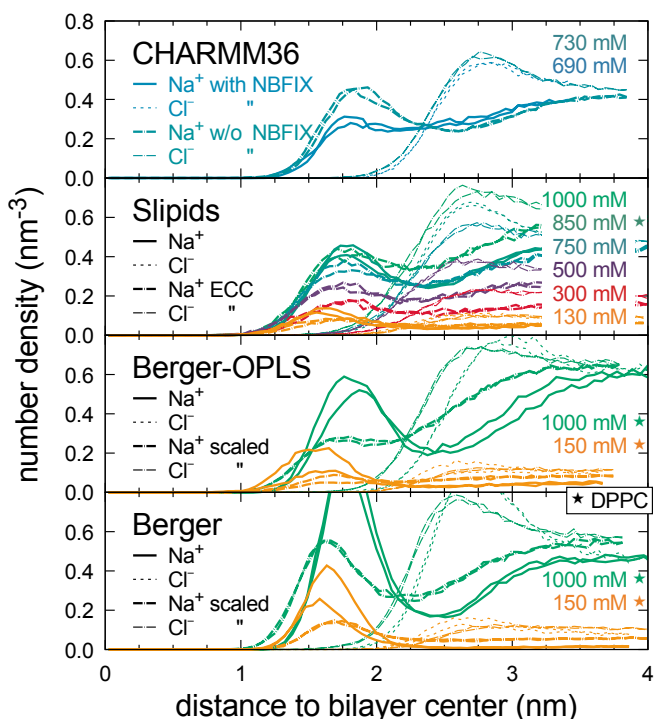 number density (nm⁻³)
0.8
0.6
0.4
0.2
0.0
CHARMM36
Na⁺ with NBFIX
Cl⁻ "
Na⁺ w/o NBFIX
Cl⁻ "
730 mM
690 mM
0.6
0.4
0.2
0.0
Slipids
Na⁺
Cl⁻
Na⁺ ECC
Cl⁻ "
1000 mM
850 mM ★
750 mM
500 mM
300 mM
130 mM
0.6
0.4
0.2
0.0
Berger-OPLS
Na⁺
Cl⁻
Na⁺ scaled
Cl⁻ "
1000 mM ★
150 mM ★
★ DPPC
0.6
0.4
0.2
0.0
Berger
Na⁺
Cl⁻
Na⁺ scaled
Cl⁻ "
1000 mM ★
150 mM ★
0 1 2 3 4
distance to bilayer center (nm)